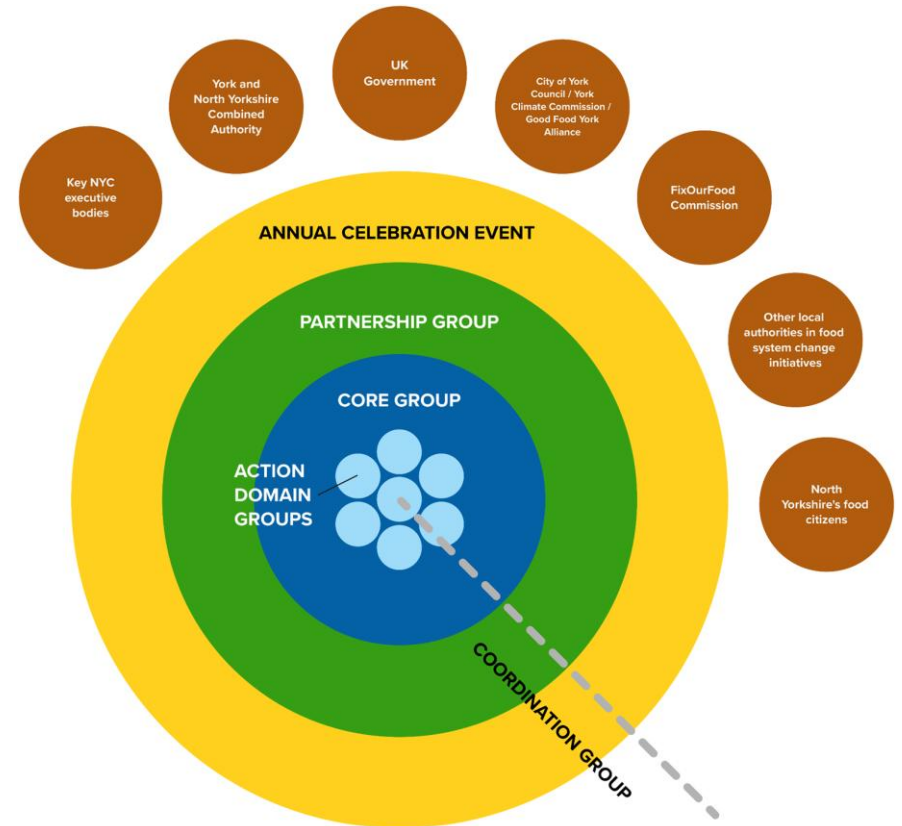 UK
Government
York and
North Yorkshire
Combined
Authority
City of York
Council / York
Climate Commission /
Good Food York
Alliance
Key NYC
executive
bodies
FixOurFood
Commission
ANNUAL CELEBRATION EVENT
PARTNERSHIP GROUP
Other local
authorities in food
system change
initiatives
CORE GROUP
ACTION
DOMAIN
GROUPS
North
Yorkshire's food
citizens
COORDINATION GROUP